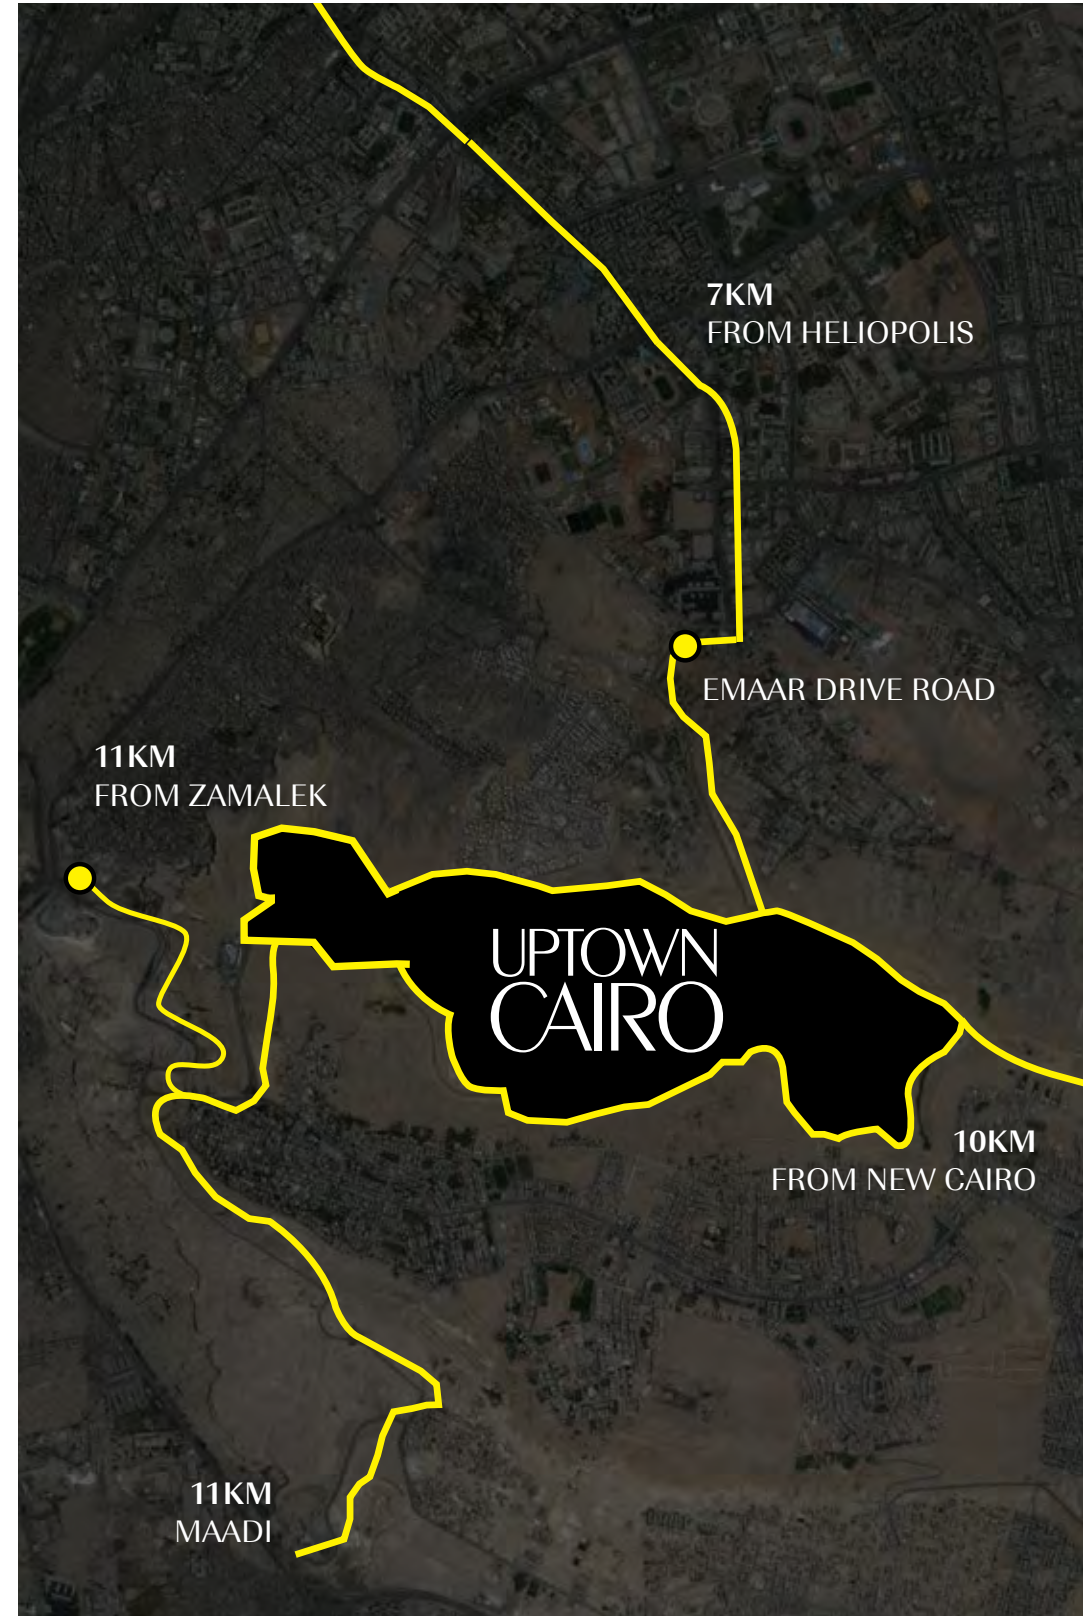 7KM
FROM HELIOPOLIS
EMAAR DRIVE ROAD
11KM
FROM ZAMALEK
UPTOWN
CAIRO
10KM
FROM NEW CAIRO
11KM
MAADI